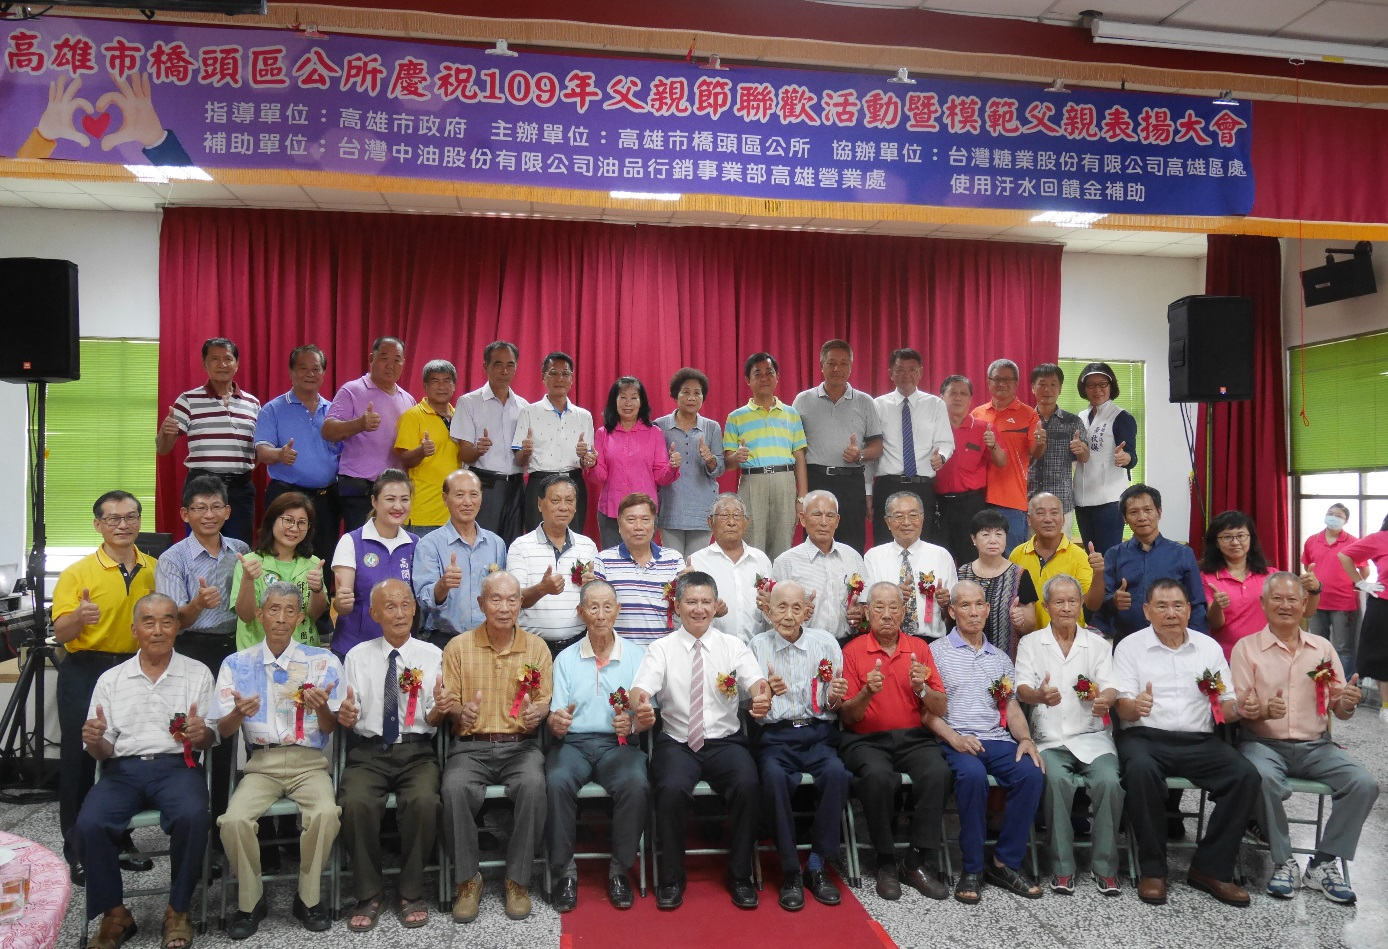 高雄市橋頭區公所慶祝109年父親節聯歡活動暨模範父親表揚大會
指導單位：高雄市政府 主辦單位：高雄市橋頭區公所 協辦單位：台灣糖業股份有限公司高雄區處
補助單位：台灣中油股份有限公司油品行銷事業部高雄營業處 使用汙水回饋金補助